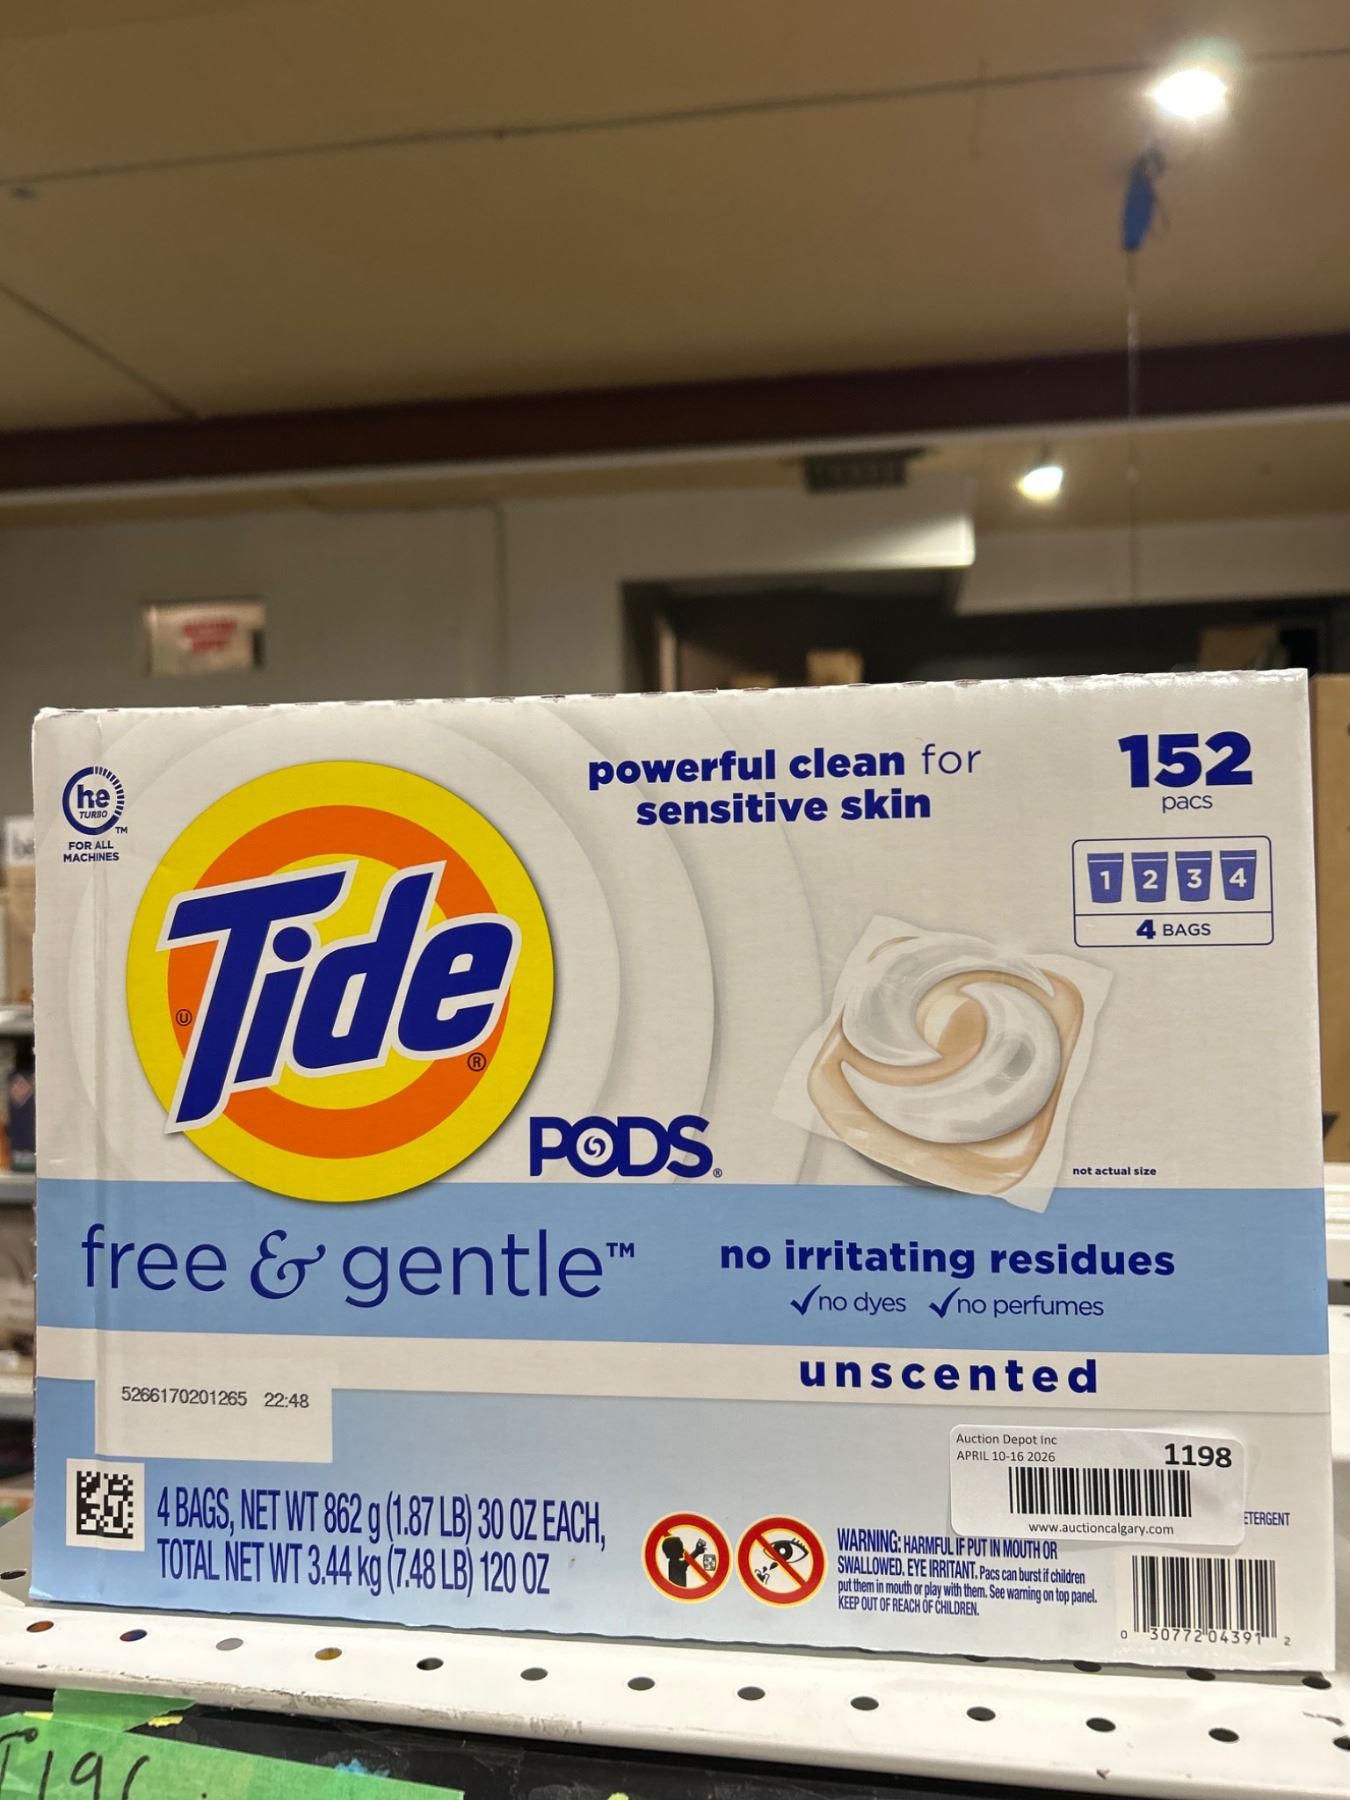 he
TURBO
TM
FOR ALL
MACHINES
powerful clean for
sensitive skin
152
pacs
1 2 3 4
4 BAGS
Tide
U
®
PODS®
not actual size
free & gentle™
no irritating residues
✓no dyes ✓no perfumes
unscented
5266170201265 22:48
Auction Depot Inc
APRIL 10-16 2026
1198
www.auctioncalgary.com
ETERGENT
4 BAGS, NET WT 862 g (1.87 LB) 30 OZ EACH,
TOTAL NET WT 3.44 kg (7.48 LB) 120 OZ
WARNING: HARMFUL IF PUT IN MOUTH OR
SWALLOWED. EYE IRRITANT. Pacs can burst if children
put them in mouth or play with them. See warning on top panel.
KEEP OUT OF REACH OF CHILDREN.
0 30772 04391 2